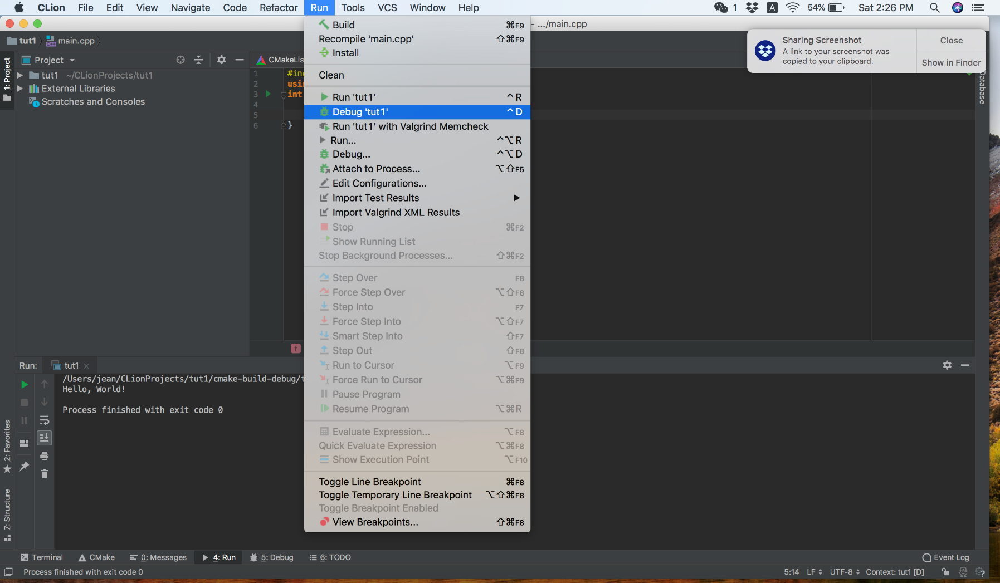 CLion File Edit View Navigate Code Refactor Run Tools VCS Window Help 1 A 54% Sat 2:26 PM
- .../main.cpp
tut1 main.cpp
Sharing Screenshot
A link to your screenshot was
copied to your clipboard.
Close
Show in Finder
1: Project
Project
tut1 ~/CLionProjects/tut1
External Libraries
Scratches and Consoles
CMakeLis
1 #inc
2 usin
3 int
4
5
6 }
Database
Build ⌘F9
Recompile 'main.cpp' ⇧⌘F9
Install
Clean
Run 'tut1' ^R
Debug 'tut1' ^D
Run 'tut1' with Valgrind Memcheck
Run... ^⌥R
Debug... ^⌥D
Attach to Process... ⌥⇧F5
Edit Configurations...
Import Test Results
Import Valgrind XML Results
Stop ⌘F2
Show Running List
Stop Background Processes... ⇧⌘F2
Step Over F8
Force Step Over ⌥⇧F8
Step Into F7
Force Step Into ⌥⇧F7
Smart Step Into ⇧F7
Step Out ⇧F8
Run to Cursor ⌥F9
Force Run to Cursor ⌥⌘F9
Pause Program
Resume Program ⌥⌘R
Evaluate Expression... ⌥F8
Quick Evaluate Expression ⌥⌘F8
Show Execution Point ⌥F10
Toggle Line Breakpoint ⌘F8
Toggle Temporary Line Breakpoint ⌥⇧⌘F8
Toggle Breakpoint Enabled
View Breakpoints... ⇧⌘F8
f
Run: tut1
/Users/jean/CLionProjects/tut1/cmake-build-debug/t
Hello, World!
Process finished with exit code 0
2: Favorites
7: Structure
Terminal CMake 0: Messages 4: Run 5: Debug 6: TODO Event Log
Process finished with exit code 0 5:14 LF UTF-8 Context: tut1 [D]